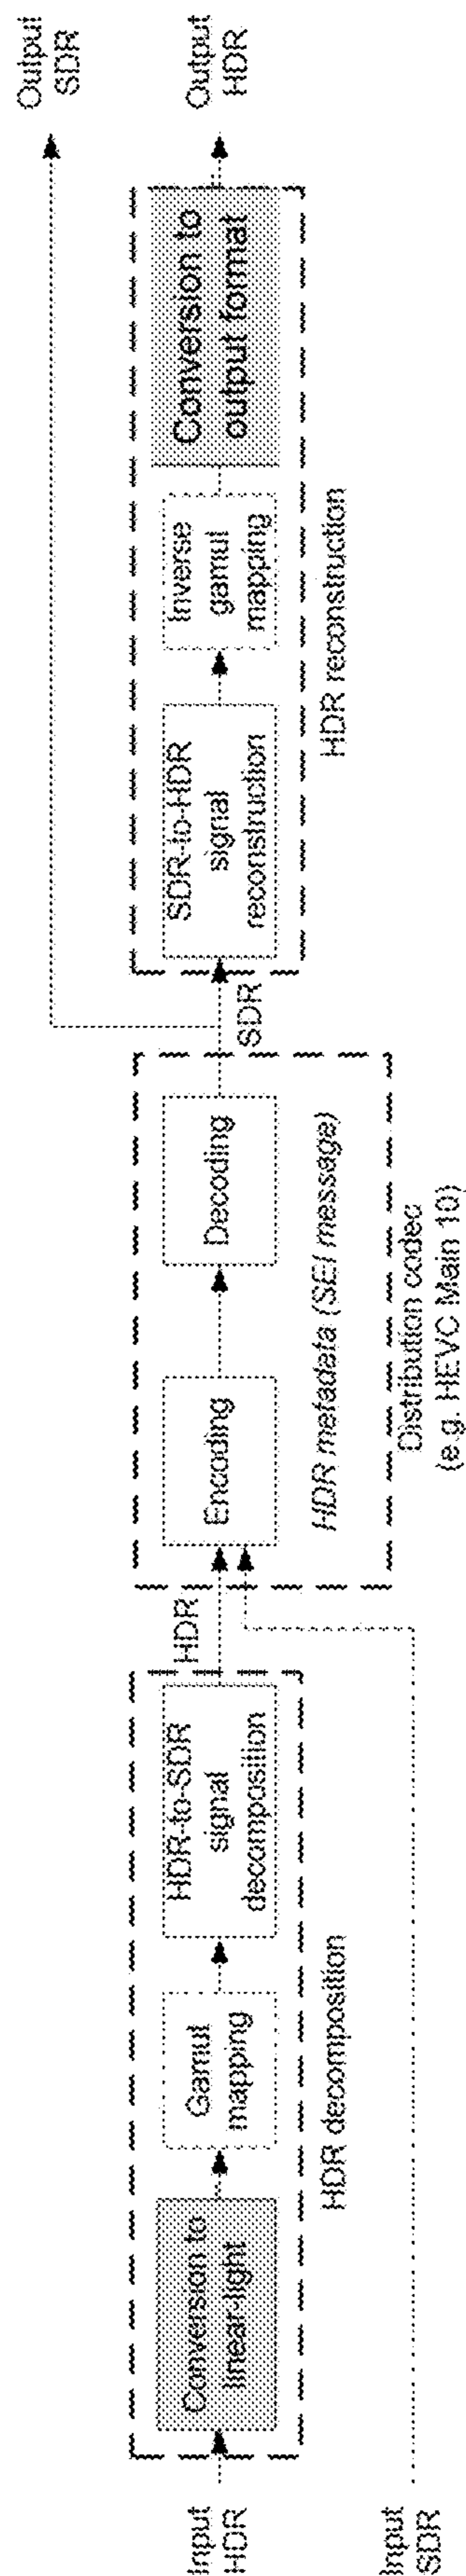 Input
HDR
Input
SDR
Conversion to
linear-light
Gamut
mapping
HDR-to-SDR
signal
decomposition
HDR decomposition
HDR
Encoding
Decoding
HDR metadata (SEI message)
Distribution codec
(e.g. HEVC Main 10)
SDR
SDR-to-HDR
signal
reconstruction
Inverse
gamut
mapping
Conversion to
output format
HDR reconstruction
Output
SDR
Output
HDR